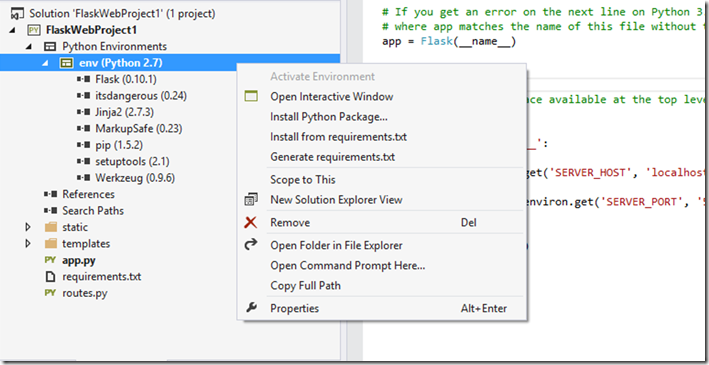 Solution 'FlaskWebProject1' (1 project)
FlaskWebProject1
Python Environments
env (Python 2.7)
Flask (0.10.1)
itsdangerous (0.24)
Jinja2 (2.7.3)
MarkupSafe (0.23)
pip (1.5.2)
setuptools (2.1)
Werkzeug (0.9.6)
References
Search Paths
static
templates
app.py
requirements.txt
routes.py
Activate Environment
Open Interactive Window
Install Python Package...
Install from requirements.txt
Generate requirements.txt
Scope to This
New Solution Explorer View
Remove Del
Open Folder in File Explorer
Open Command Prompt Here...
Copy Full Path
Properties Alt+Enter
# If you get an error on the next line on Python 3
# where app matches the name of this file without
app = Flask(__name__)
ace available at the top leve
':
get('SERVER_HOST', 'localhost
environ.get('SERVER_PORT', '5